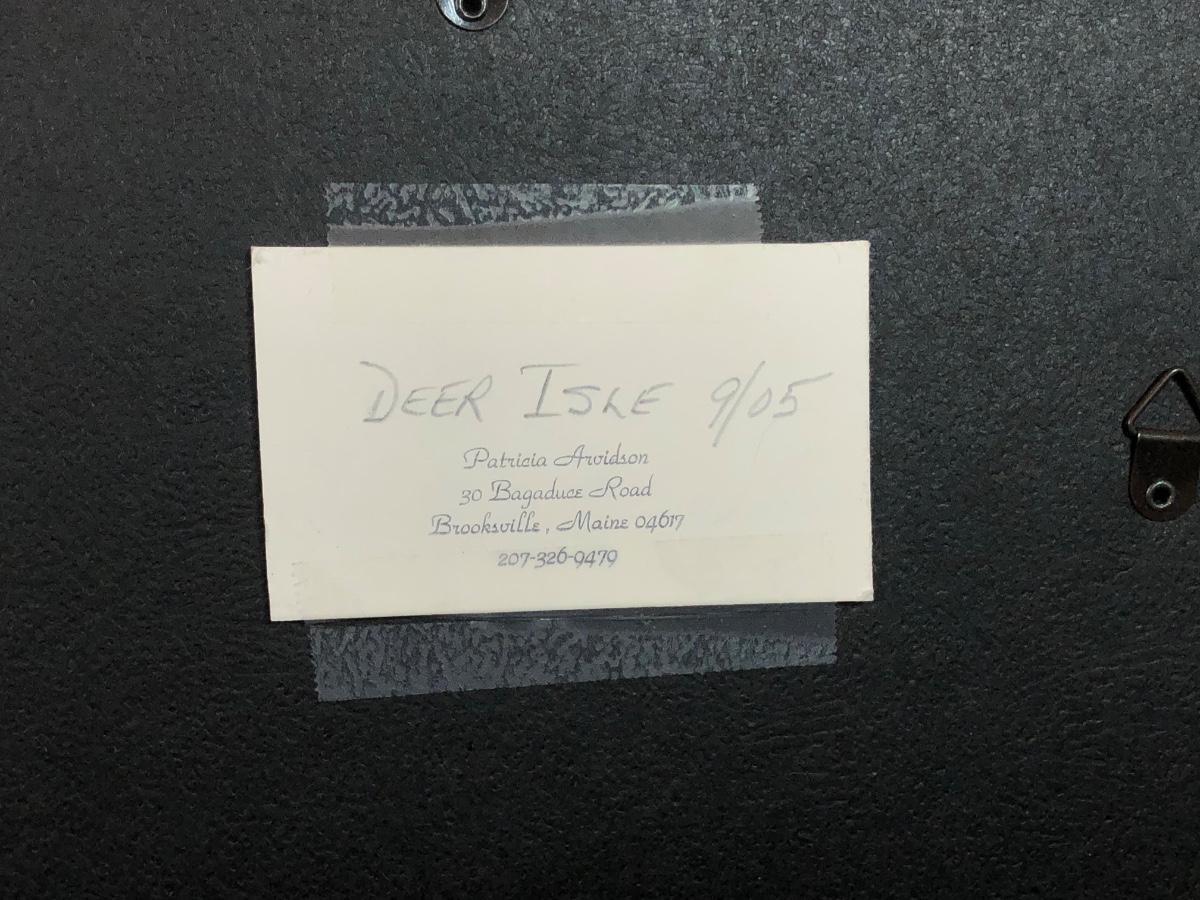 DEER ISLE 9/05
Patricia Arvidson
30 Bagaduce Road
Brooksville, Maine 04617
207-326-9479